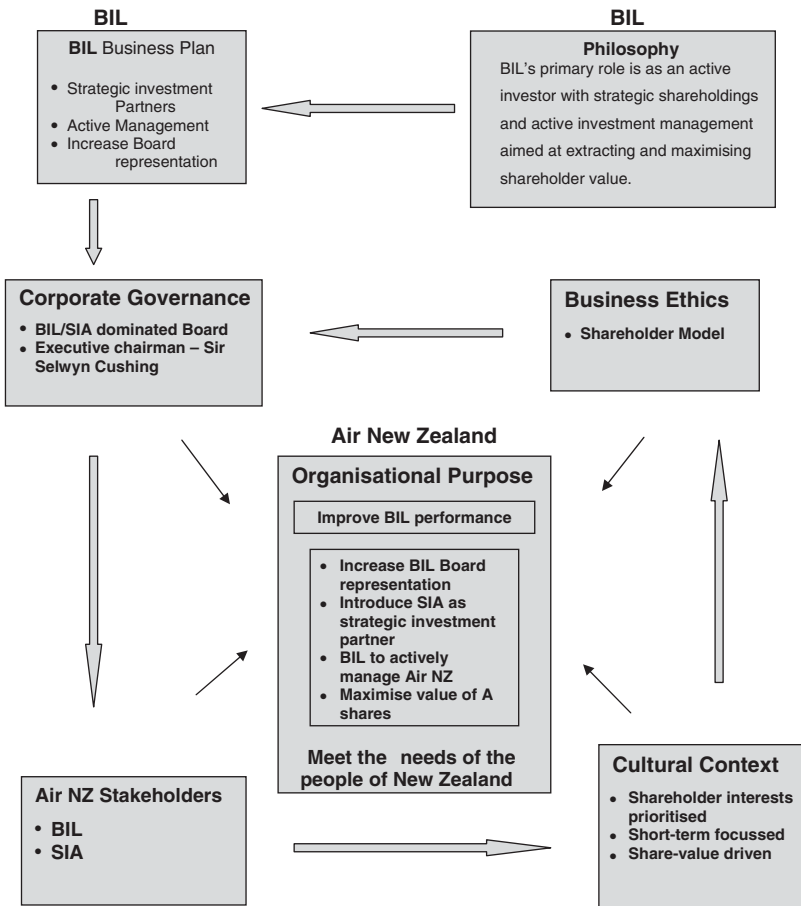 BIL
BIL Business Plan
• Strategic investment
Partners
• Active Management
• Increase Board
representation
BIL
Philosophy
BIL's primary role is as an active
investor with strategic shareholdings
and active investment management
aimed at extracting and maximising
shareholder value.
Corporate Governance
• BIL/SIA dominated Board
• Executive chairman – Sir
Selwyn Cushing
Business Ethics
• Shareholder Model
Air New Zealand
Organisational Purpose
Improve BIL performance
• Increase BIL Board
representation
• Introduce SIA as
strategic investment
partner
• BIL to actively
manage Air NZ
• Maximise value of A
shares
Meet the needs of the
people of New Zealand
Air NZ Stakeholders
• BIL
• SIA
Cultural Context
• Shareholder interests
prioritised
• Short-term focussed
• Share-value driven